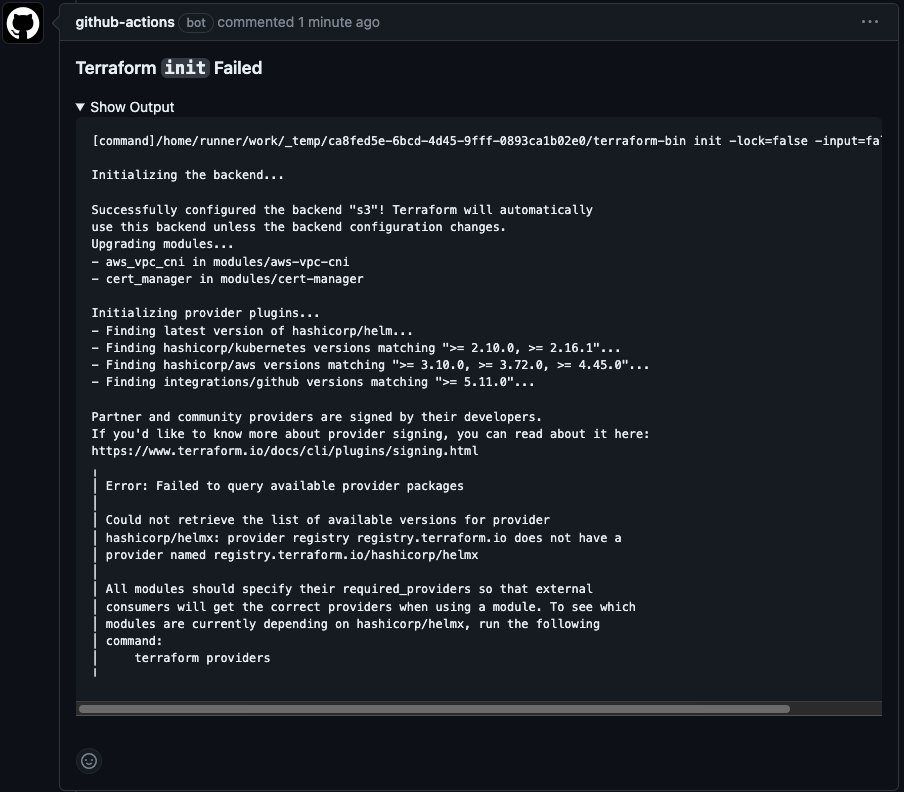 github-actions bot commented 1 minute ago
Terraform init Failed
Show Output
[command]/home/runner/work/_temp/ca8fed5e-6bcd-4d45-9fff-0893ca1b02e0/terraform-bin init -lock=false -input=fa
Initializing the backend...
Successfully configured the backend "s3"! Terraform will automatically
use this backend unless the backend configuration changes.
Upgrading modules...
- aws_vpc_cni in modules/aws-vpc-cni
- cert_manager in modules/cert-manager
Initializing provider plugins...
- Finding latest version of hashicorp/helm...
- Finding hashicorp/kubernetes versions matching ">= 2.10.0, >= 2.16.1"...
- Finding hashicorp/aws versions matching ">= 3.10.0, >= 3.72.0, >= 4.45.0"...
- Finding integrations/github versions matching ">= 5.11.0"...
Partner and community providers are signed by their developers.
If you'd like to know more about provider signing, you can read about it here:
https://www.terraform.io/docs/cli/plugins/signing.html
Error: Failed to query available provider packages
Could not retrieve the list of available versions for provider
hashicorp/helmx: provider registry registry.terraform.io does not have a
provider named registry.terraform.io/hashicorp/helmx
All modules should specify their required_providers so that external
consumers will get the correct providers when using a module. To see which
modules are currently depending on hashicorp/helmx, run the following
command:
terraform providers